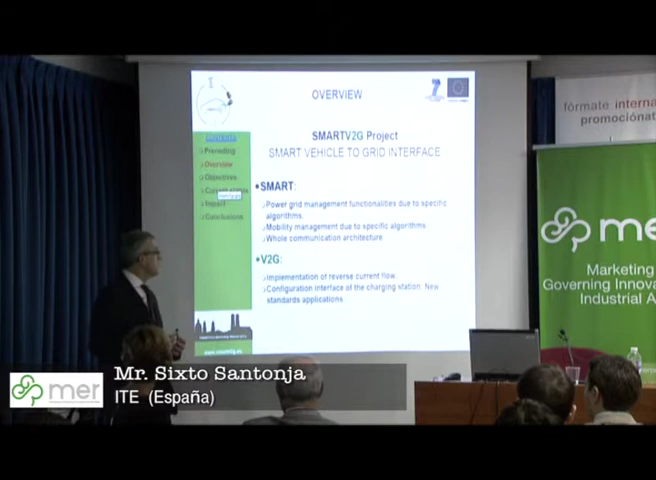 OVERVIEW
SMARTV2G Project
SMART VEHICLE TO GRID INTERFACE
Preceding
Overview
Objectives
Impact
Conclusions
SMART:
Power grid management functionalities due to specific
algorithms.
Mobility management due to specific algorithms
Whole communication architecture.
V2G:
Implementation of reverse current flow.
Configuration interface of the charging station: New
standards applications.
fórmate interna
promociónat
mer
Marketing
Governing Innova
Industrial A
mer
Mr. Sixto Santonja
ITE (España)